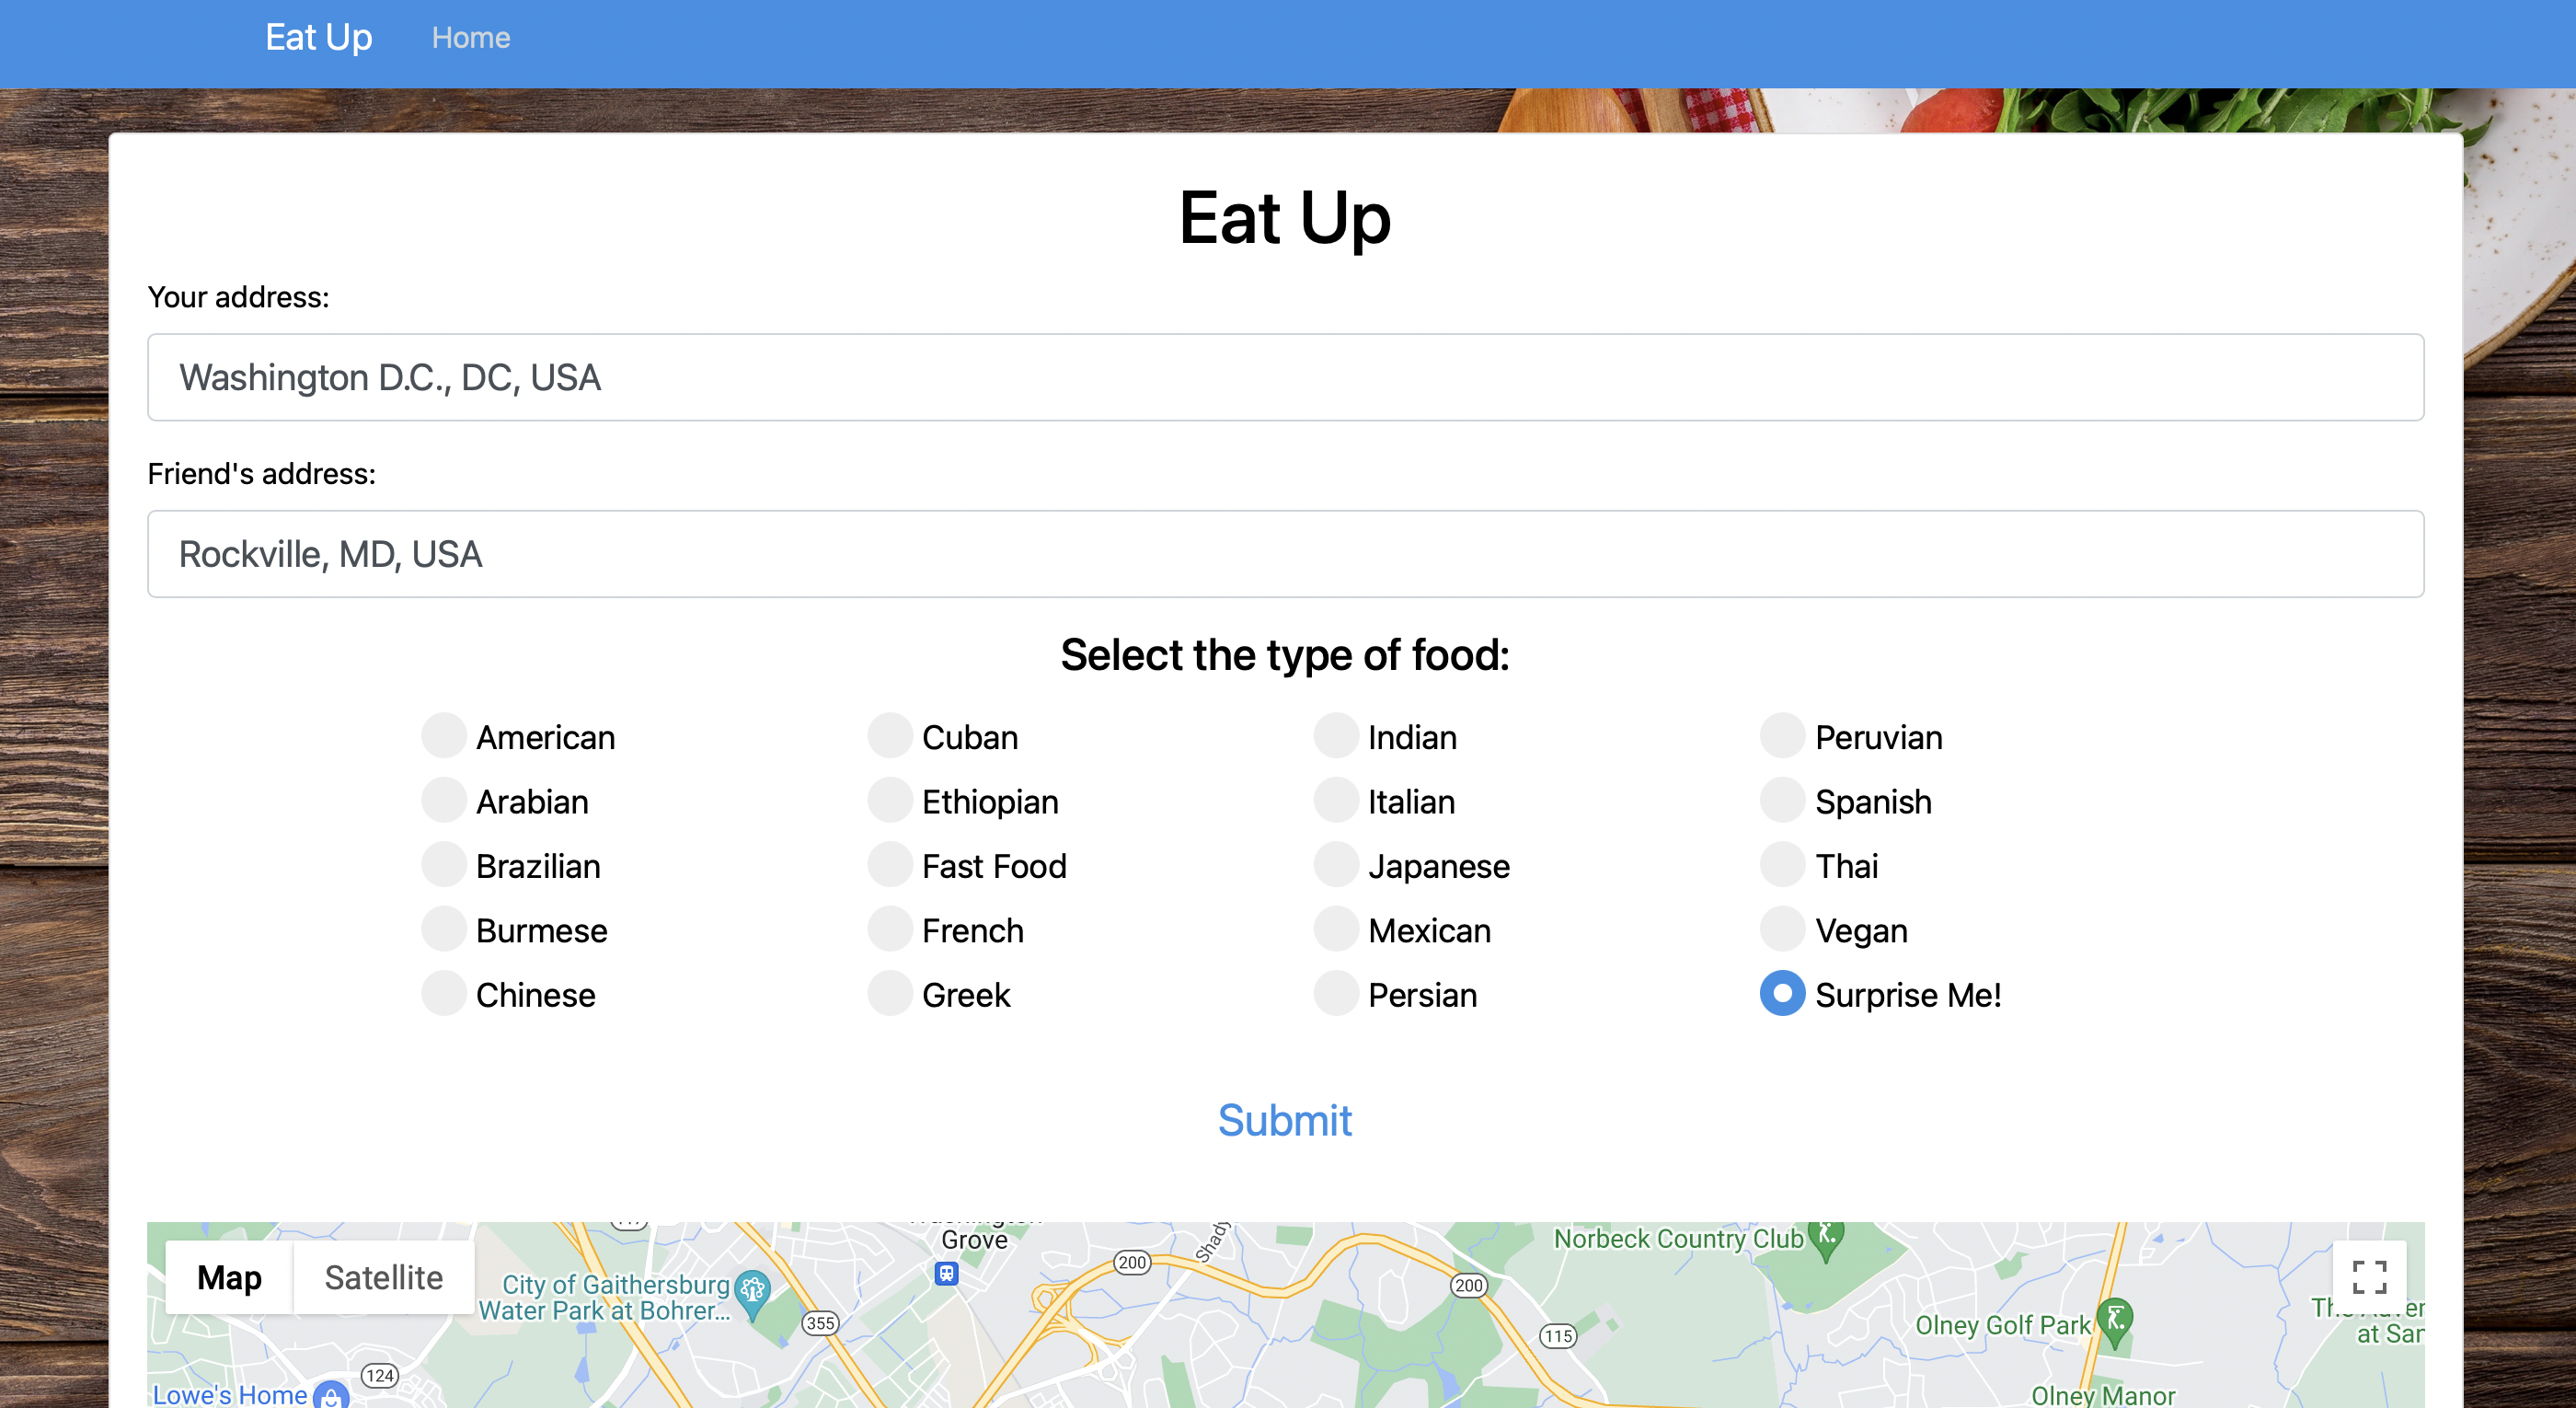 Eat Up Home
Eat Up
Your address:
Washington D.C., DC, USA
Friend's address:
Rockville, MD, USA
Select the type of food:
American Cuban Indian Peruvian
Arabian Ethiopian Italian Spanish
Brazilian Fast Food Japanese Thai
Burmese French Mexican Vegan
Chinese Greek Persian Surprise Me!
Submit
Map Satellite
Grove
Shady
Norbeck Country Club
200
200
City of Gaithersburg
Water Park at Bohrer...
355
115
Olney Golf Park
at San
124
Lowe's Home
Olney Manor